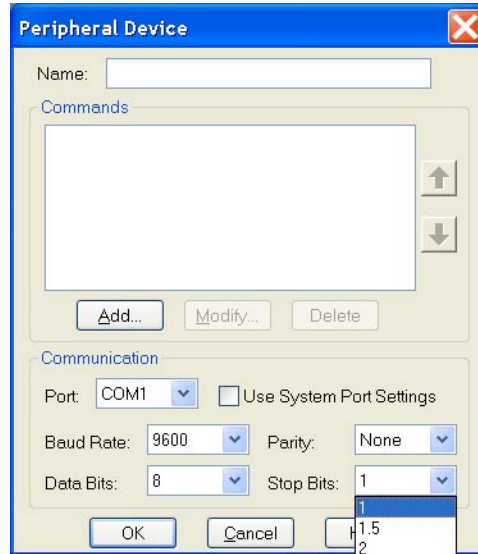 Peripheral Device
Name:
Commands
Add... Modify... Delete
Communication
Port: COM1 Use System Port Settings
Baud Rate: 9600 Parity: None
Data Bits: 8 Stop Bits: 1
1
OK Cancel H 1.5
2